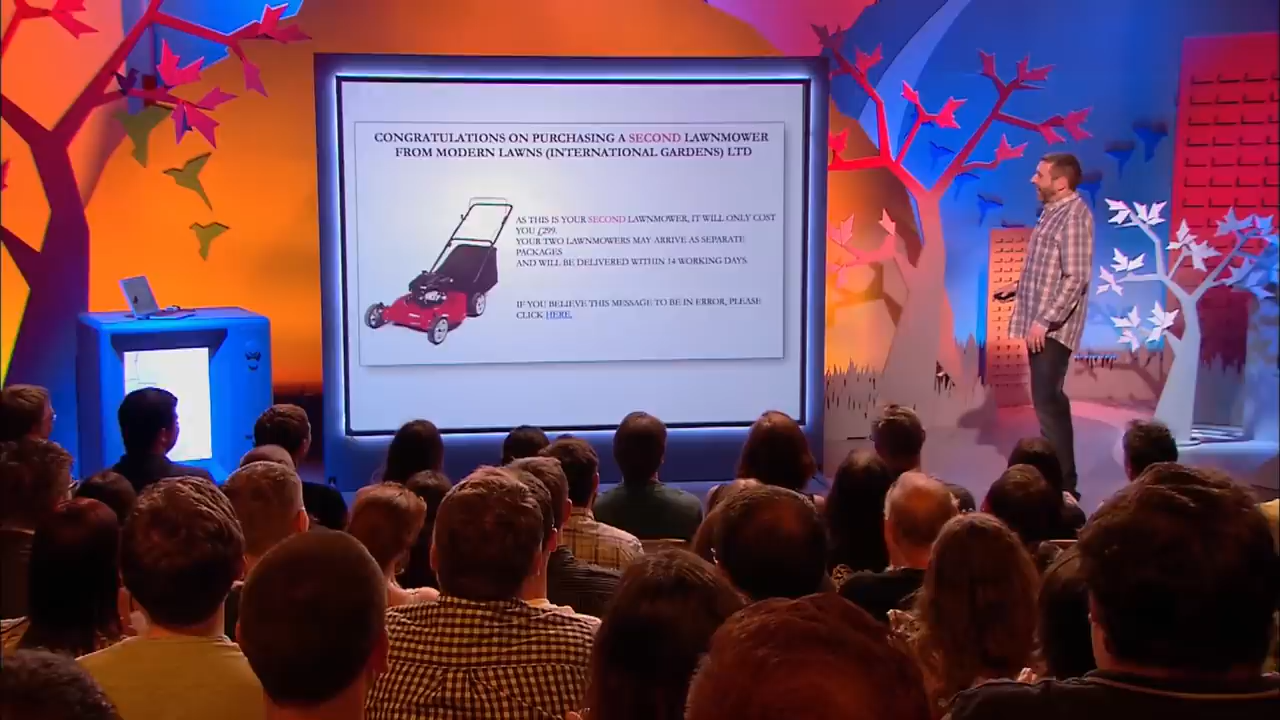 CONGRATULATIONS ON PURCHASING A SECOND LAWNMOWER
FROM MODERN LAWNS (INTERNATIONAL GARDENS) LTD
AS THIS IS YOUR SECOND LAWNMOWER, IT WILL ONLY COST
YOU £299.
YOUR TWO LAWNMOWERS MAY ARRIVE AS SEPARATE
PACKAGES
AND WILL BE DELIVERED WITHIN 14 WORKING DAYS
IF YOU BELIEVE THIS MESSAGE TO BE IN ERROR, PLEASE
CLICK HERE.